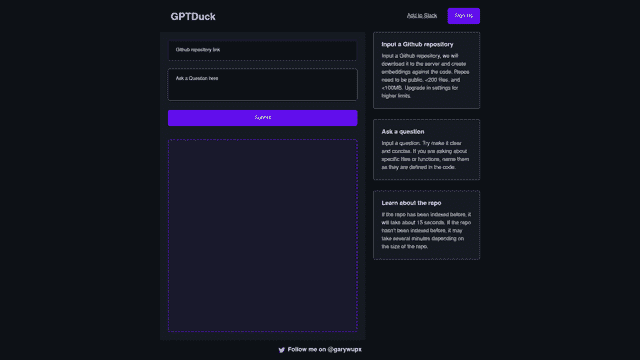 GPTDuck
Add to Slack
Sign Up
Github repository link
Ask a Question here
Submit
Input a Github repository
Input a Github repository, we will
download it to the server and create
embeddings against the code. Repos
need to be public, <200 files, and
<100MB. Upgrade in settings for
higher limits.
Ask a question
Input a question. Try make it clear
and concise. If you are asking about
specific files or functions, name them
as they are defined in the code.
Learn about the repo
If the repo has been indexed before, it
will take about 15 seconds. If the repo
hasn't been indexed before, it may
take several minutes depending on
the size of the repo.
Follow me on @garywupx